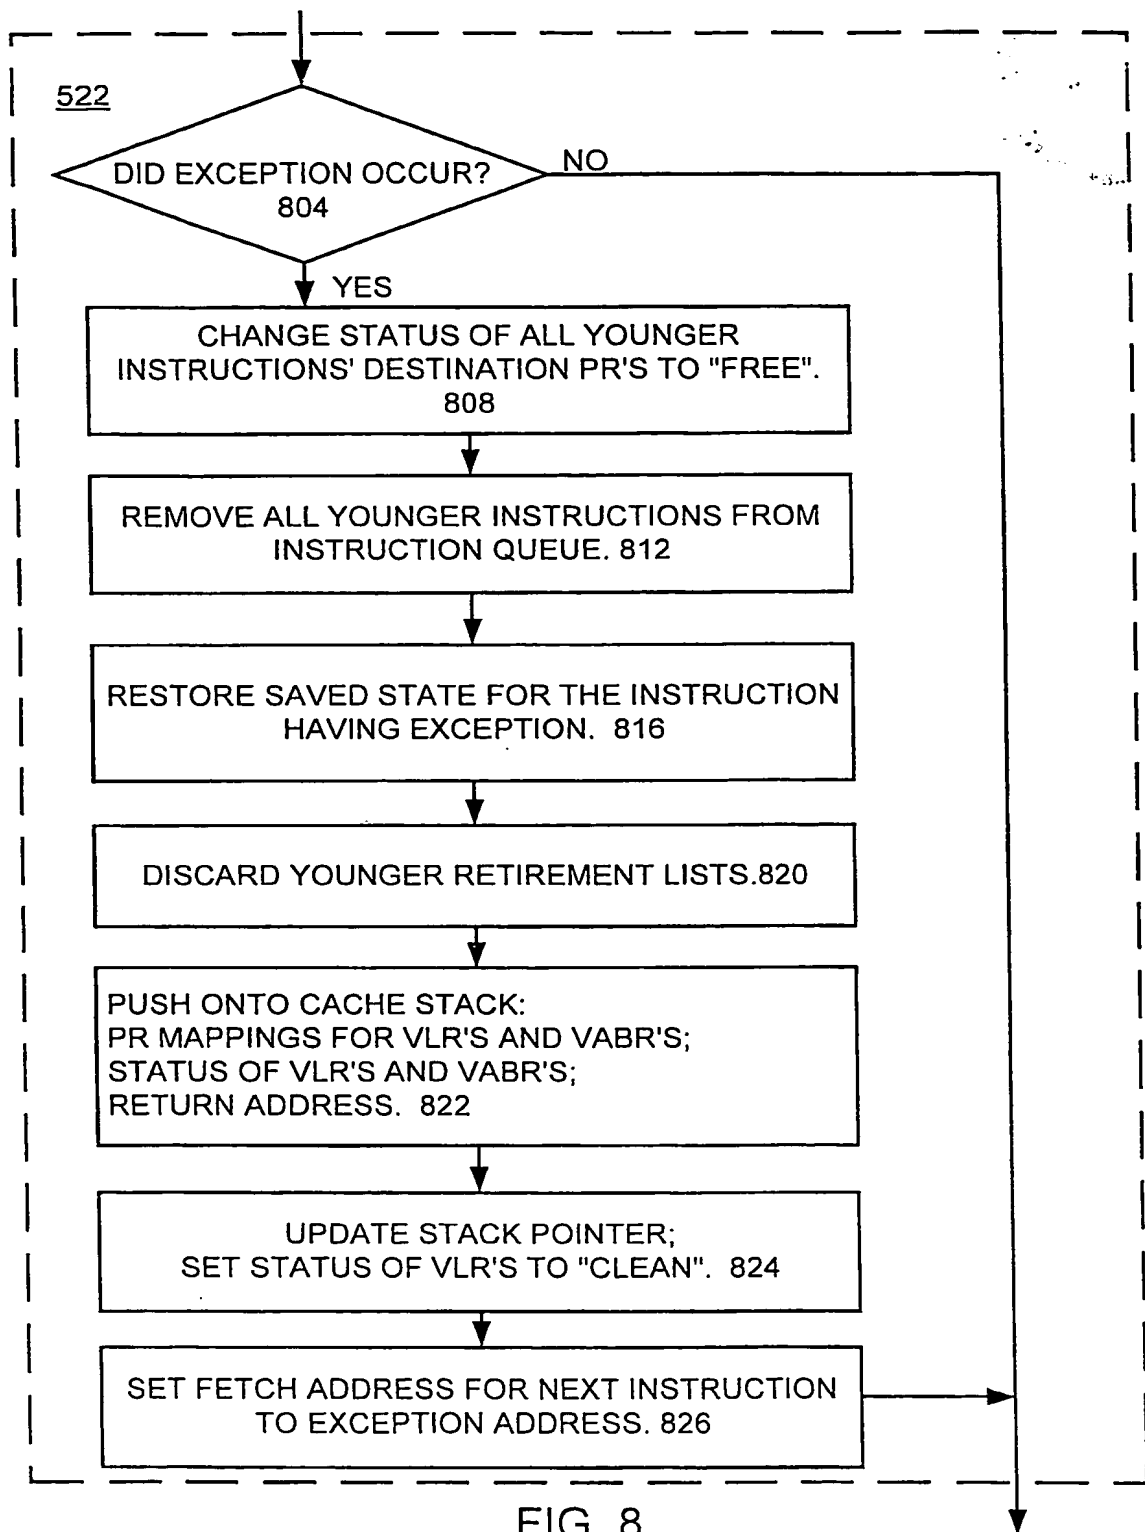 522
DID EXCEPTION OCCUR?
804
NO
YES
CHANGE STATUS OF ALL YOUNGER
INSTRUCTIONS' DESTINATION PR'S TO "FREE".
808
REMOVE ALL YOUNGER INSTRUCTIONS FROM
INSTRUCTION QUEUE. 812
RESTORE SAVED STATE FOR THE INSTRUCTION
HAVING EXCEPTION. 816
DISCARD YOUNGER RETIREMENT LISTS.820
PUSH ONTO CACHE STACK:
PR MAPPINGS FOR VLR'S AND VABR'S;
STATUS OF VLR'S AND VABR'S;
RETURN ADDRESS. 822
UPDATE STACK POINTER;
SET STATUS OF VLR'S TO "CLEAN". 824
SET FETCH ADDRESS FOR NEXT INSTRUCTION
TO EXCEPTION ADDRESS. 826
FIG. 8